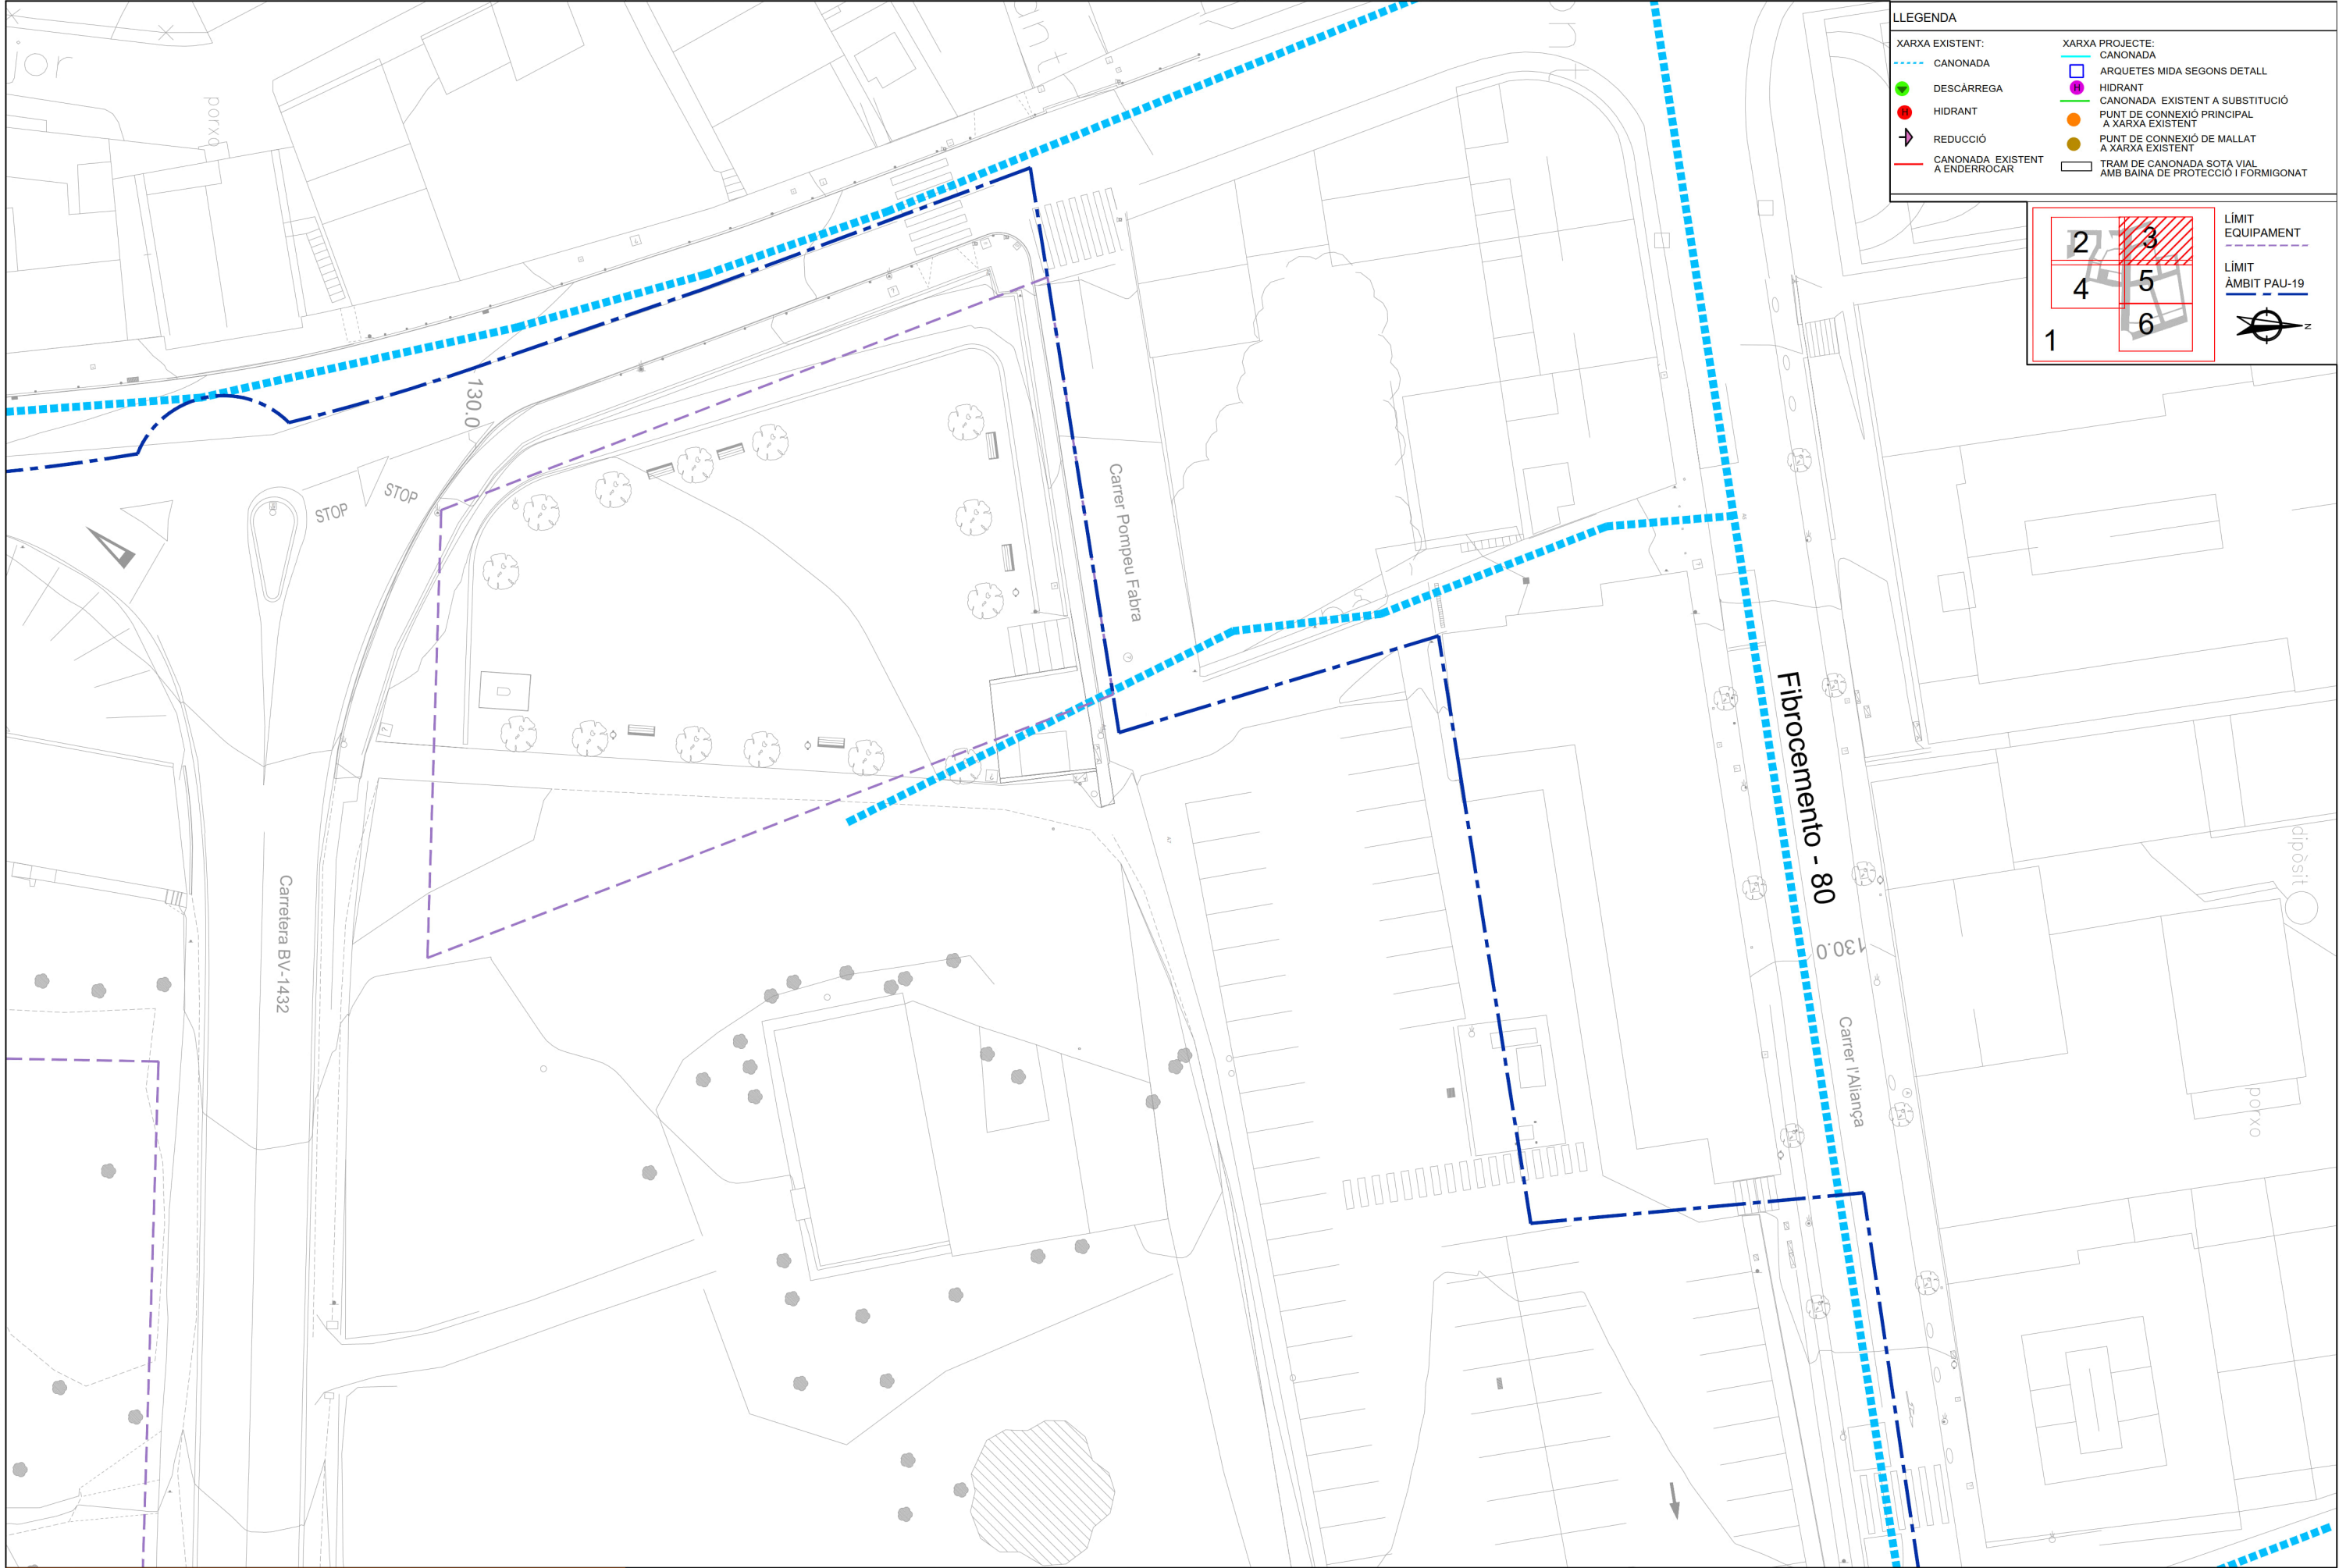 LLEGENDA
XARXA EXISTENT:
CANONADA
DESCÀRREGA
H
HIDRANT
REDUCCIÓ
CANONADA EXISTENT
A ENDERROCAR
XARXA PROJECTE:
CANONADA
ARQUETES MIDA SEGONS DETALL
H
HIDRANT
CANONADA EXISTENT A SUBSTITUCIÓ
PUNT DE CONNEXIÓ PRINCIPAL
A XARXA EXISTENT
PUNT DE CONNEXIÓ DE MALLAT
A XARXA EXISTENT
TRAM DE CANONADA SOTA VIAL
AMB BAINA DE PROTECCIÓ I FORMIGONAT
2
3
4
5
6
1
LÍMIT
EQUIPAMENT
LÍMIT
ÀMBIT PAU-19
N
porxo
130.0
STOP
STOP
Carrer Pompeu Fabra
Fibrocemento - 80
dipòsit
Carretera BV-1432
130.0
Carrer l'Aliança
porxo